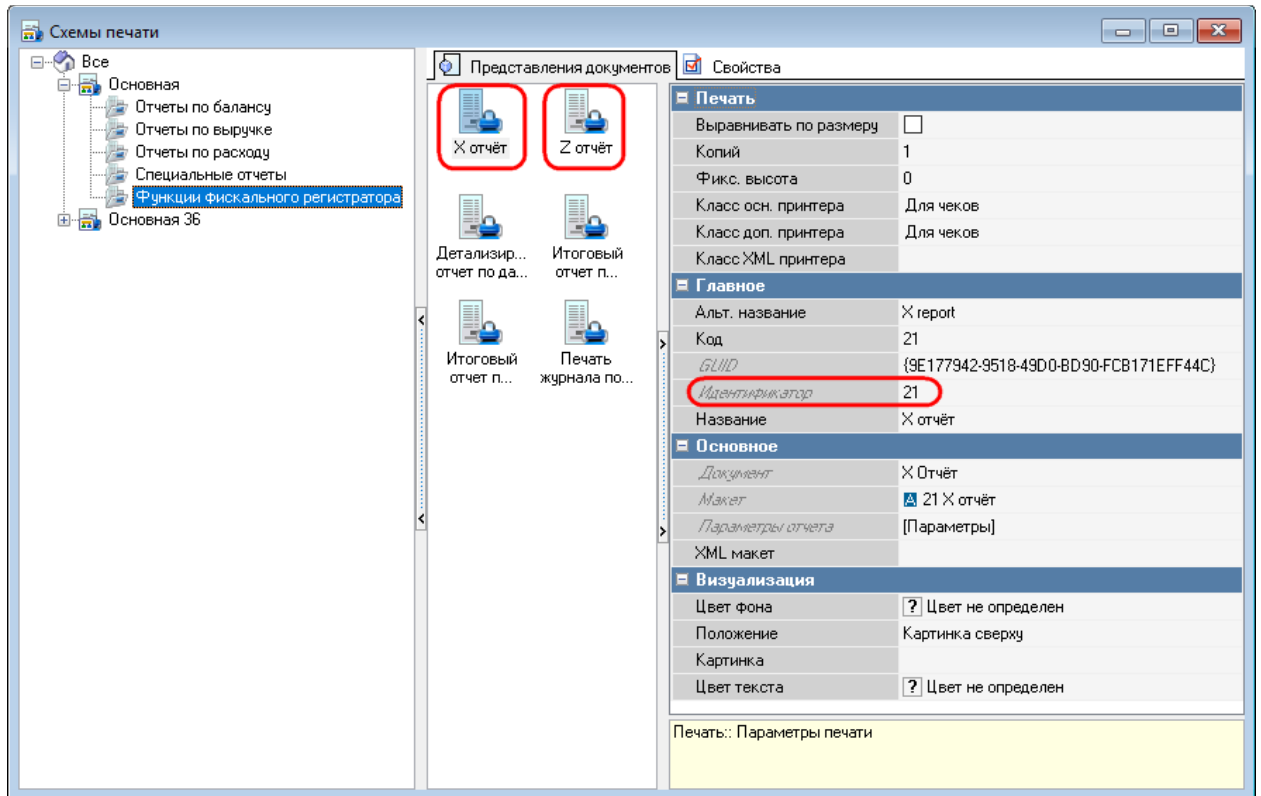 Схемы печати
Все
Основная
Отчеты по балансу
Отчеты по выручке
Отчеты по расходу
Специальные отчеты
Функции фискального регистратора
Основная 36
Представления документов
Свойства
X отчёт
Z отчёт
Детализир...
отчет по да...
Итоговый
отчет п...
Итоговый
отчет п...
Печать
журнала по...
Печать
Выравнивать по размеру
Копий 1
Фикс. высота 0
Класс осн. принтера Для чеков
Класс доп. принтера Для чеков
Класс XML принтера
Главное
Альт. название X report
Код 21
GUID {9E177942-9518-49D0-BD90-FCB171EFF44C}
Идентификатор 21
Название X отчёт
Основное
Документ X Отчёт
Макет A 21 X отчёт
Параметры отчета [Параметры]
XML макет
Визуализация
Цвет фона ? Цвет не определен
Положение Картинка сверху
Картинка
Цвет текста ? Цвет не определен
Печать:: Параметры печати